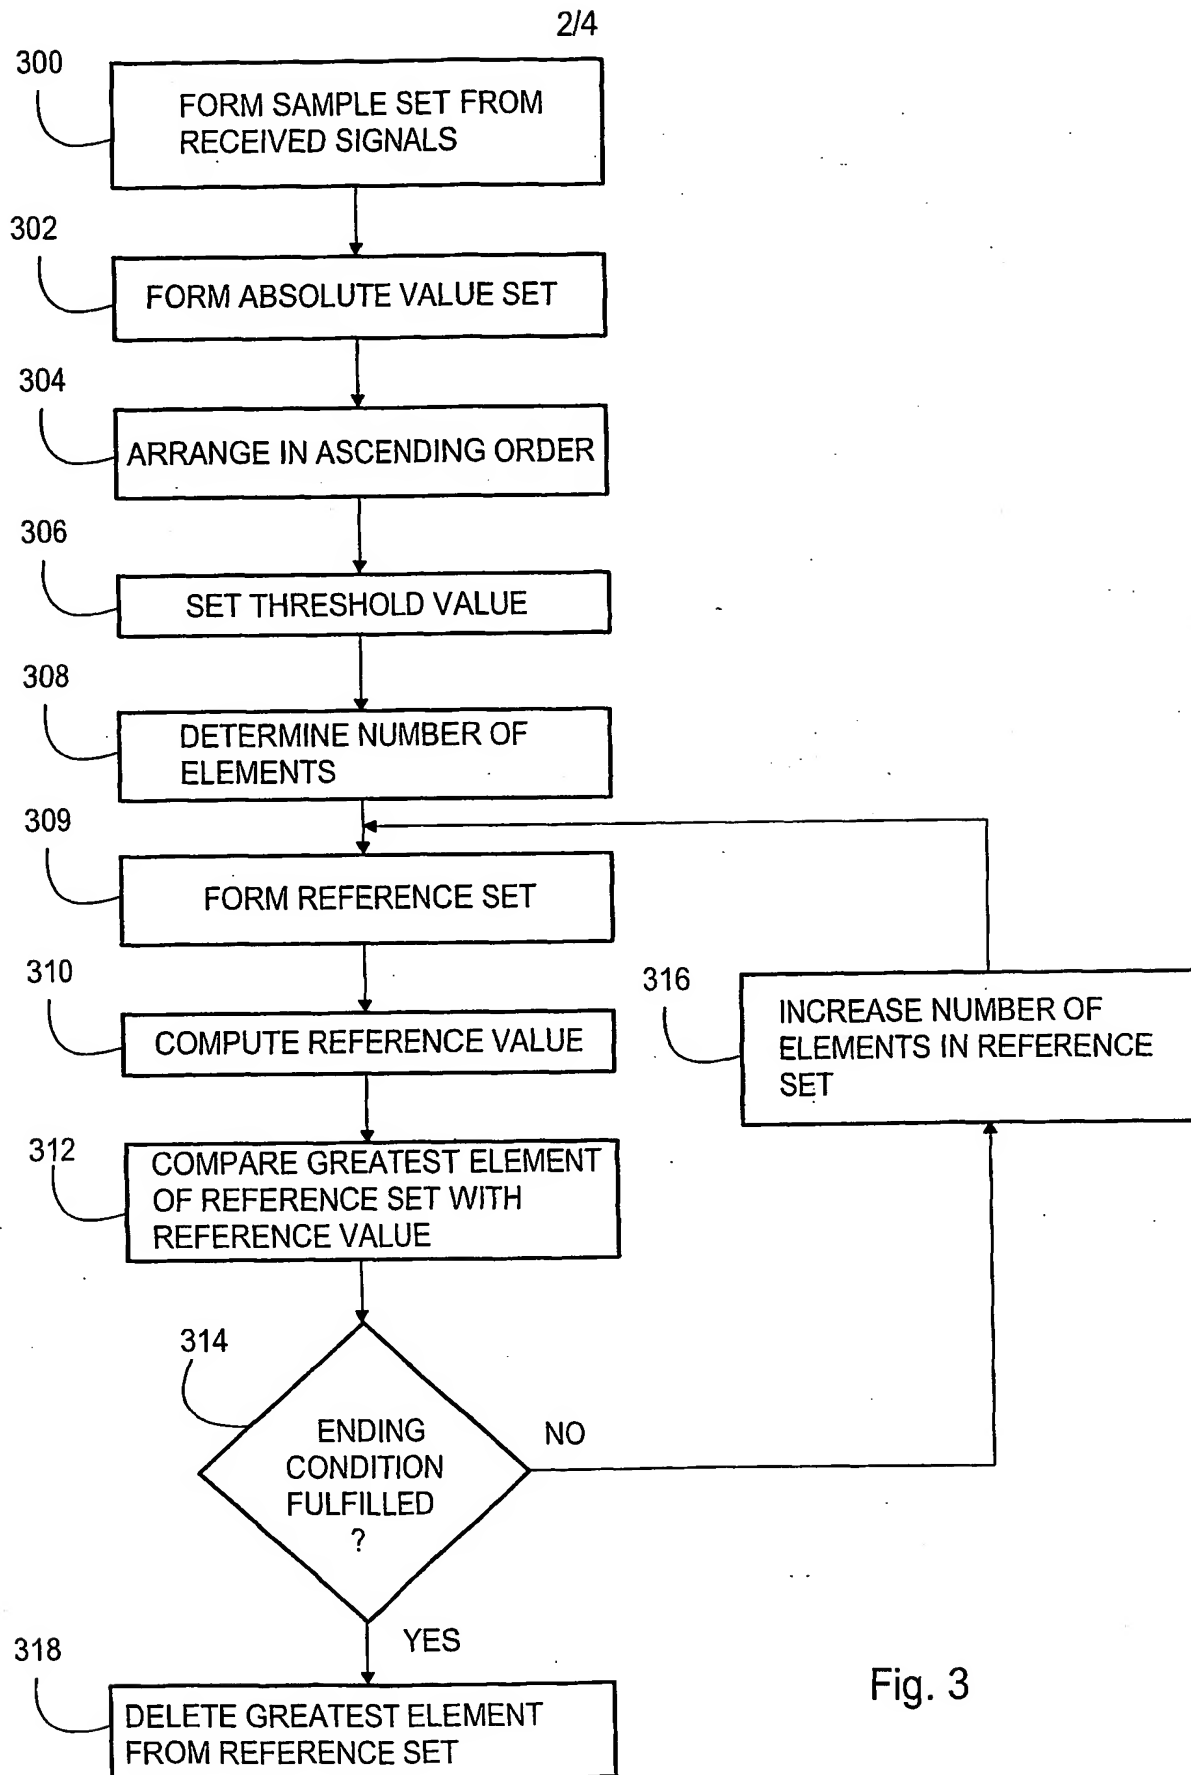 2/4
300
FORM SAMPLE SET FROM
RECEIVED SIGNALS
302
FORM ABSOLUTE VALUE SET
304
ARRANGE IN ASCENDING ORDER
306
SET THRESHOLD VALUE
308
DETERMINE NUMBER OF
ELEMENTS
309
FORM REFERENCE SET
310
COMPUTE REFERENCE VALUE
316
INCREASE NUMBER OF
ELEMENTS IN REFERENCE
SET
312
COMPARE GREATEST ELEMENT
OF REFERENCE SET WITH
REFERENCE VALUE
314
ENDING
CONDITION
FULFILLED
?
NO
YES
318
DELETE GREATEST ELEMENT
FROM REFERENCE SET
Fig. 3